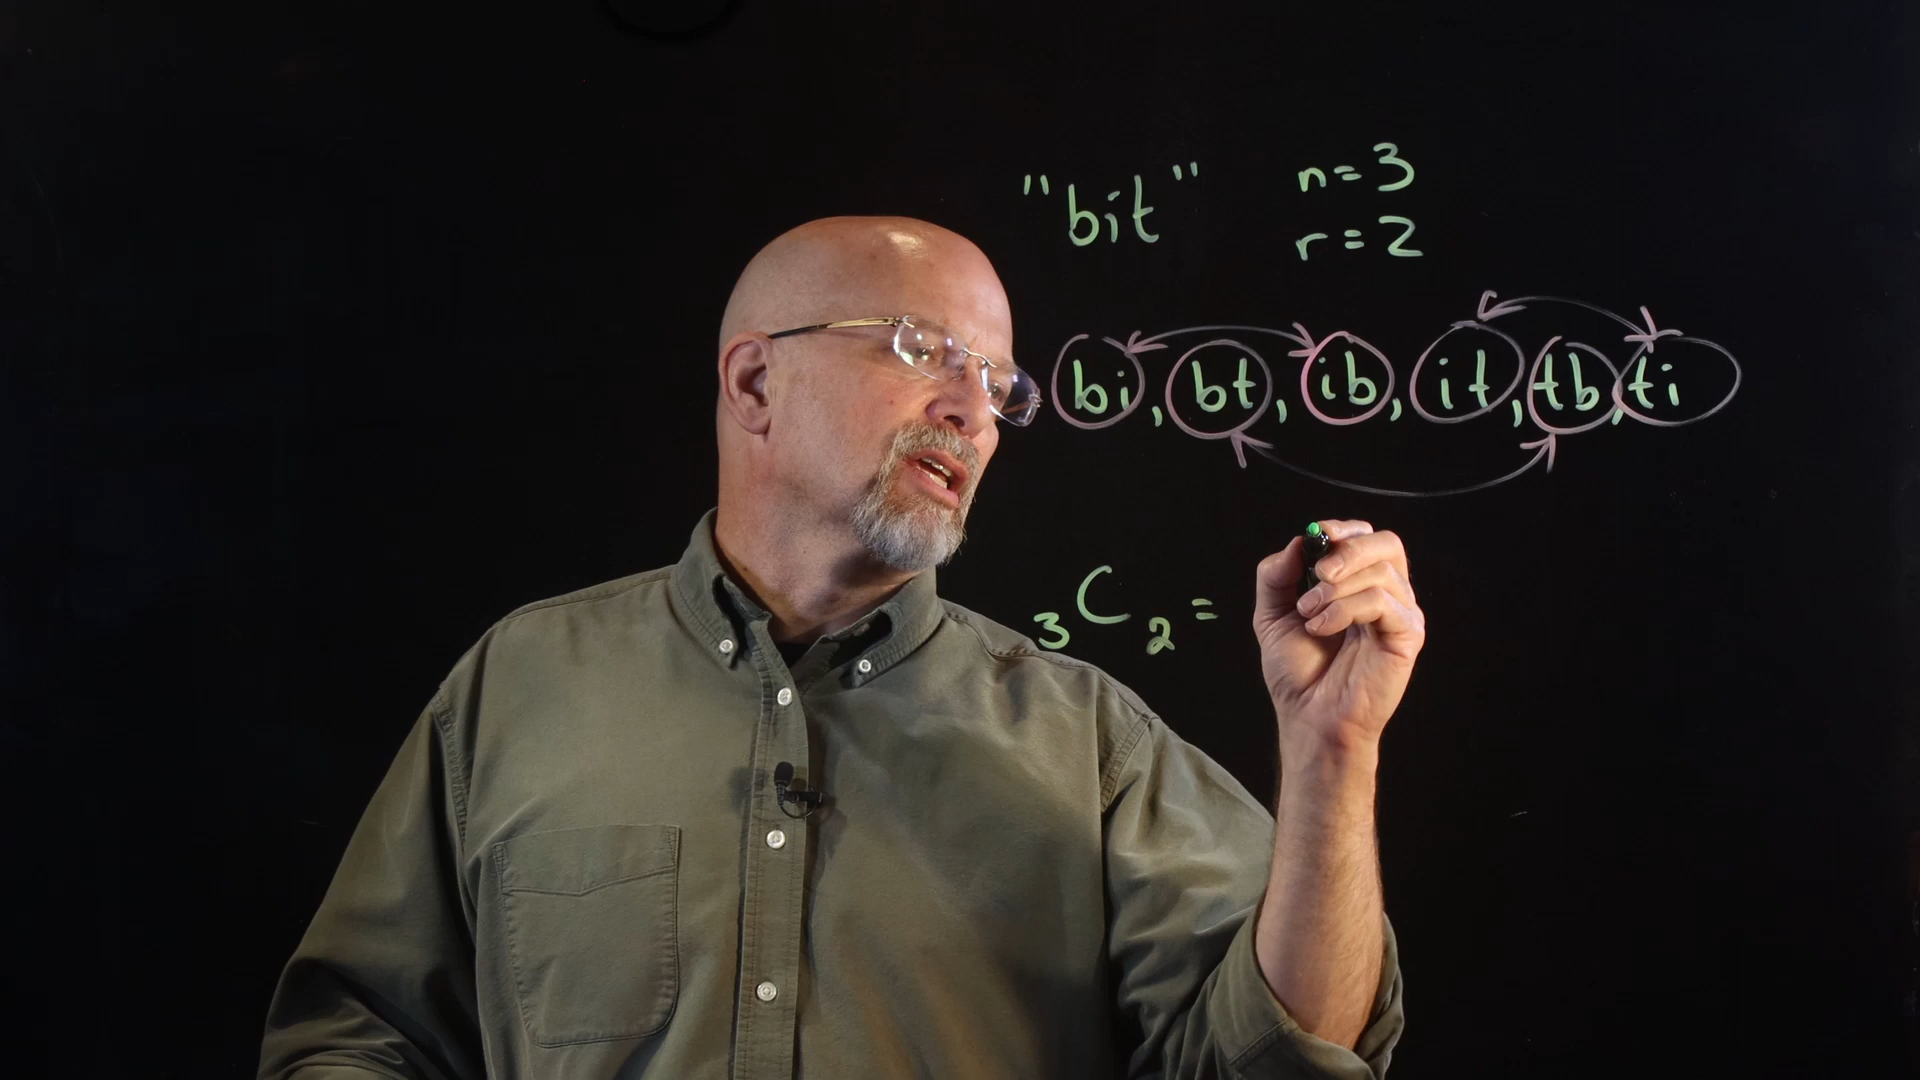 "bit" n=3
r=2
bi, bt, ib, it, tb, ti
₃C₂ =